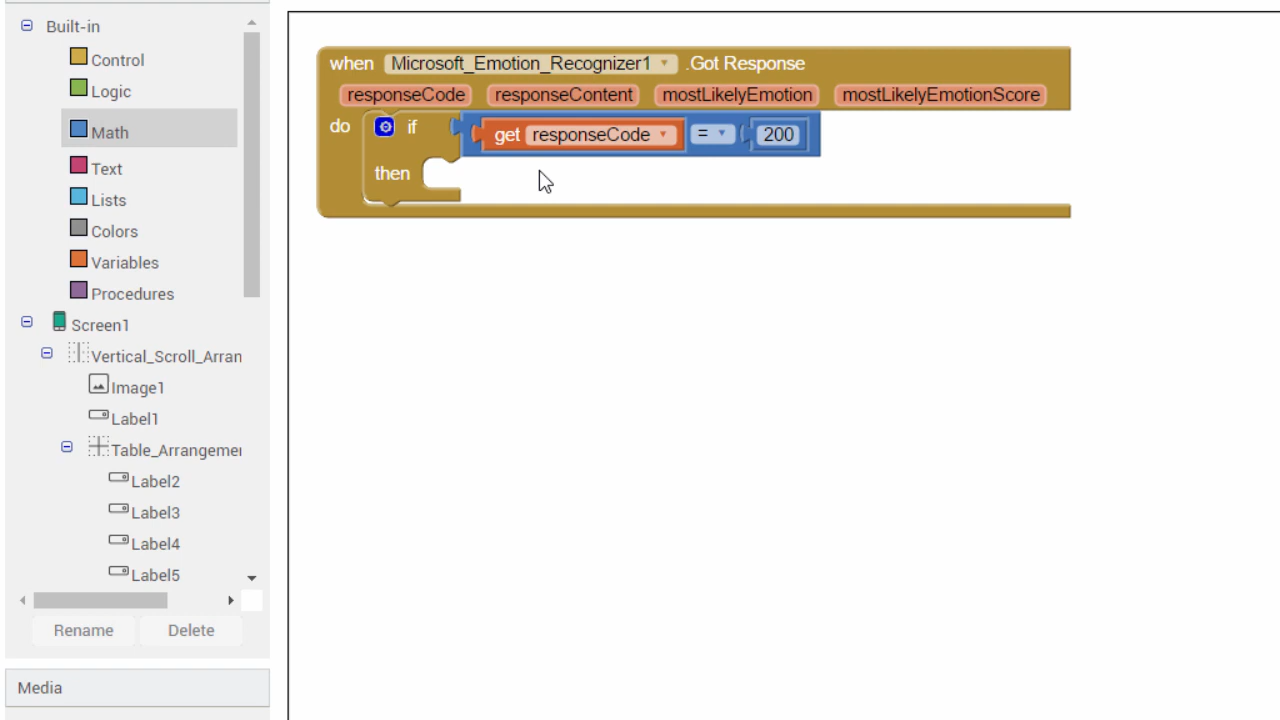 Built-in
Control
Logic
Math
Text
Lists
Colors
Variables
Procedures
Screen1
Vertical_Scroll_Arran
Image1
Label1
Table_Arrangemer
Label2
Label3
Label4
Label5
Rename Delete
Media
when Microsoft_Emotion_Recognizer1 .Got Response
responseCode responseContent mostLikelyEmotion mostLikelyEmotionScore
do if get responseCode = 200
then